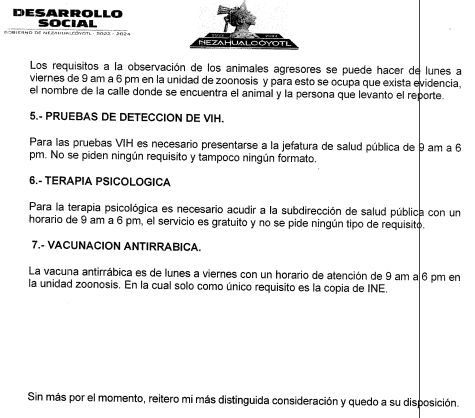 DESARROLLO
SOCIAL
GOBIERNO DE NEZAHUALCÓYOTL - 2022 - 2024
NEZAHUALCÓYOTL
Los requisitos a la observación de los animales agresores se puede hacer de lunes a
viernes de 9 am a 6 pm en la unidad de zoonosis y para esto se ocupa que exista evidencia,
el nombre de la calle donde se encuentra el animal y la persona que levanto el reporte.
5.- PRUEBAS DE DETECCION DE VIH.
Para las pruebas VIH es necesario presentarse a la jefatura de salud pública de 9 am a 6
pm. No se piden ningún requisito y tampoco ningún formato.
6.- TERAPIA PSICOLOGICA
Para la terapia psicológica es necesario acudir a la subdirección de salud pública con un
horario de 9 am a 6 pm, el servicio es gratuito y no se pide ningún tipo de requisito.
7.- VACUNACION ANTIRRABICA.
La vacuna antirrábica es de lunes a viernes con un horario de atención de 9 am a 6 pm en
la unidad zoonosis. En la cual solo como único requisito es la copia de INE.
Sin más por el momento, reitero mi más distinguida consideración y quedo a su disposición.